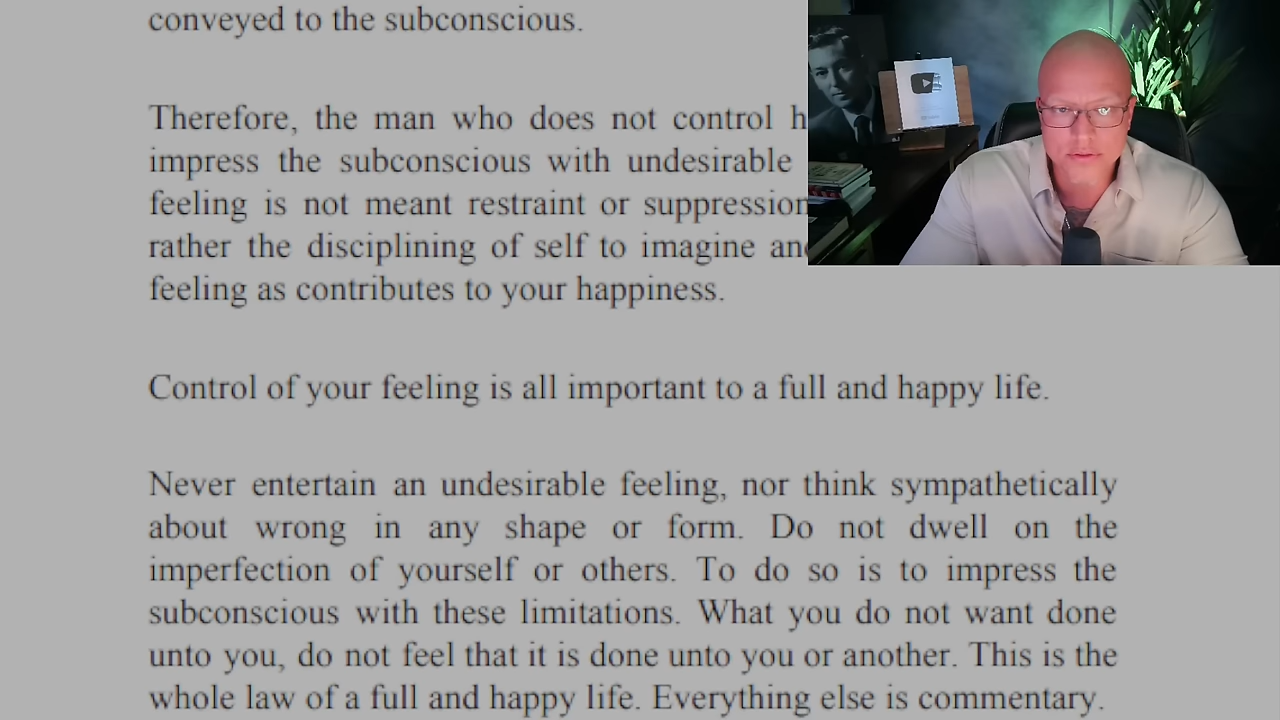 conveyed to the subconscious.
Therefore, the man who does not control h
impress the subconscious with undesirable
feeling is not meant restraint or suppression
rather the disciplining of self to imagine and
feeling as contributes to your happiness.
Control of your feeling is all important to a full and happy life.
Never entertain an undesirable feeling, nor think sympathetically
about wrong in any shape or form. Do not dwell on the
imperfection of yourself or others. To do so is to impress the
subconscious with these limitations. What you do not want done
unto you, do not feel that it is done unto you or another. This is the
whole law of a full and happy life. Everything else is commentary.